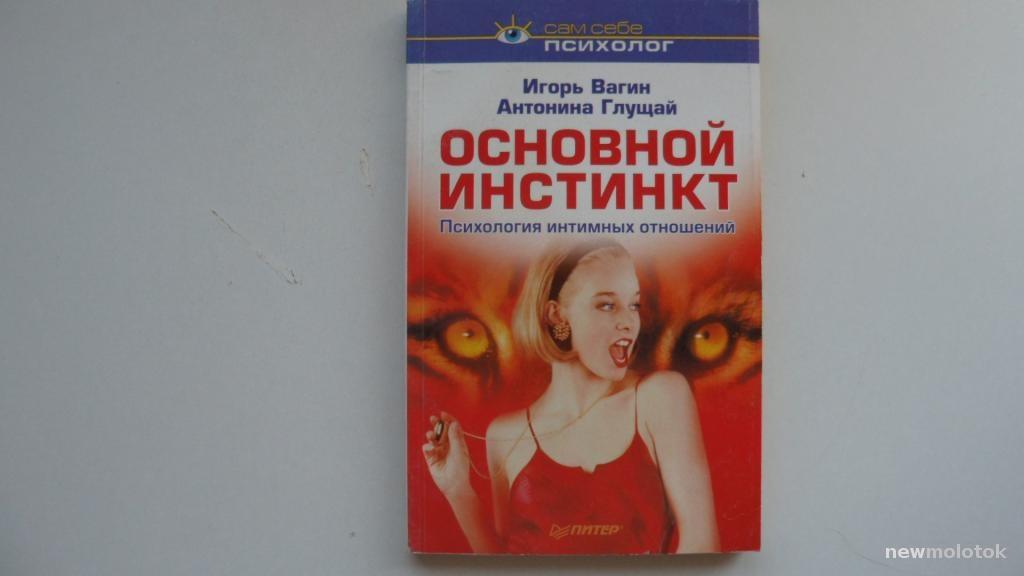 сам себе
ПСИХОЛОГ
Игорь Вагин
Антонина Глущай
ОСНОВНОЙ
ИНСТИНКТ
Психология интимных отношений
ПИТЕР®
newmolotok